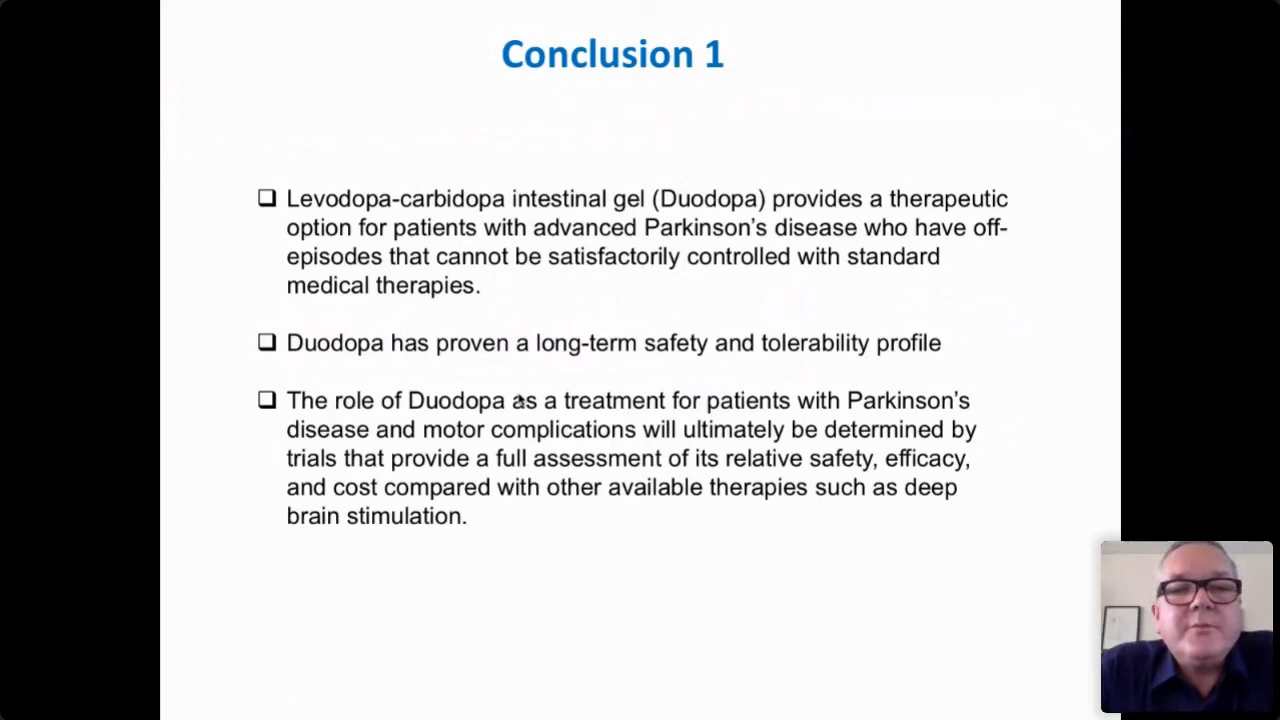 Conclusion 1
❑ Levodopa-carbidopa intestinal gel (Duodopa) provides a therapeutic
option for patients with advanced Parkinson’s disease who have off-
episodes that cannot be satisfactorily controlled with standard
medical therapies.
❑ Duodopa has proven a long-term safety and tolerability profile
❑ The role of Duodopa as a treatment for patients with Parkinson’s
disease and motor complications will ultimately be determined by
trials that provide a full assessment of its relative safety, efficacy,
and cost compared with other available therapies such as deep
brain stimulation.